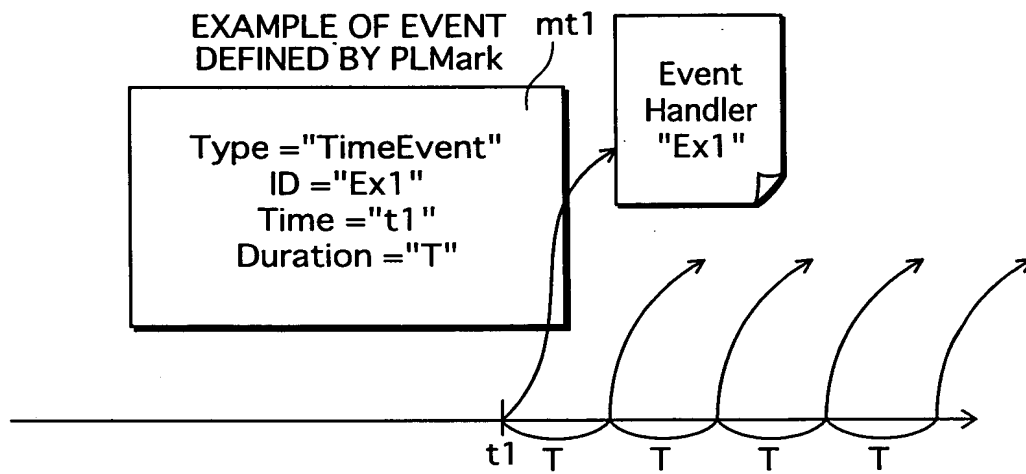 EXAMPLE OF EVENT
DEFINED BY PLMark
mt1
Type ="TimeEvent"
ID ="Ex1"
Time ="t1"
Duration ="T"
Event
Handler
"Ex1"
t1
T
T
T
T